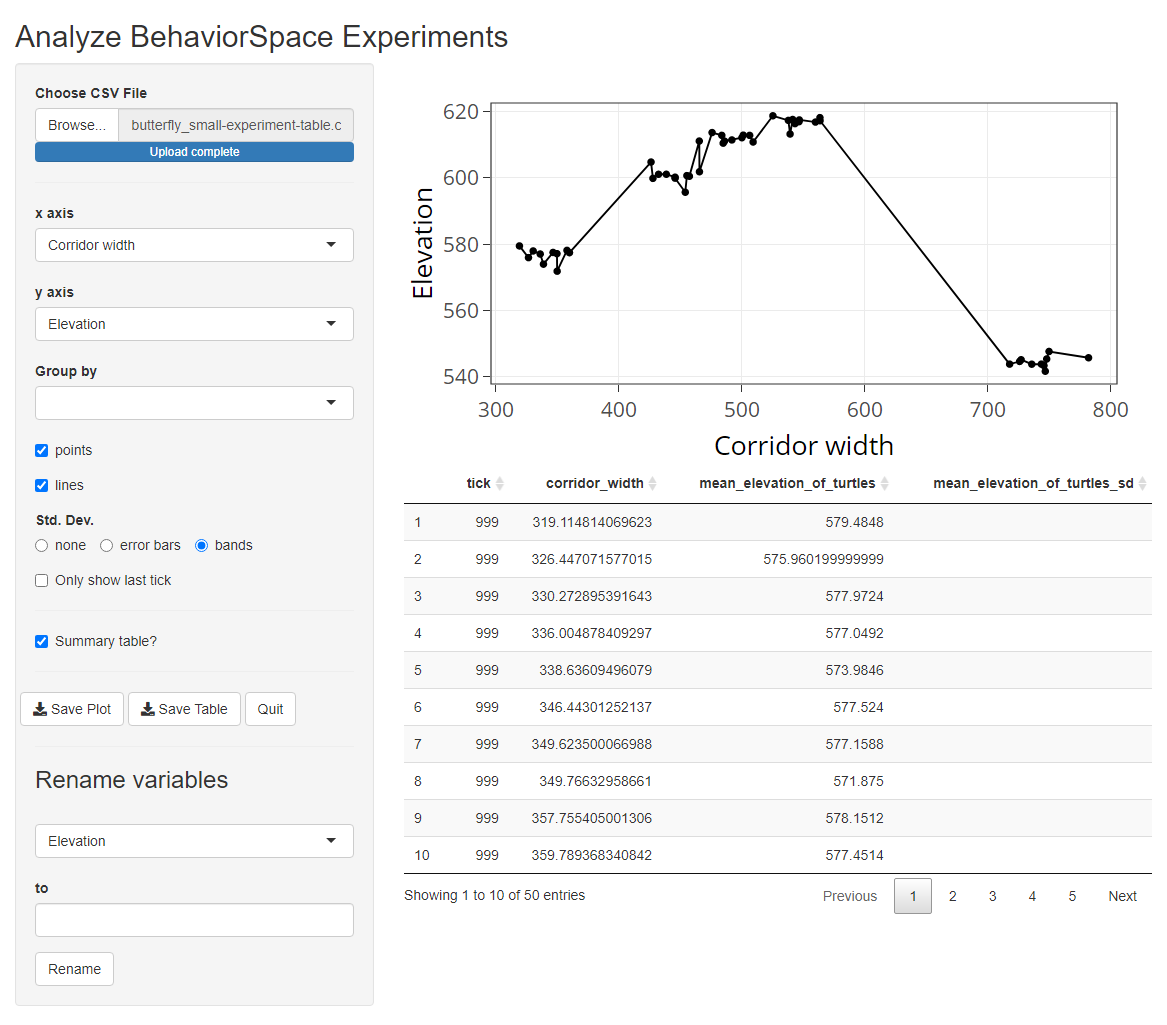 Analyze BehaviorSpace Experiments
Choose CSV File
Browse... butterfly_small-experiment-table.c
Upload complete
x axis
Corridor width
y axis
Elevation
Group by
points
lines
Std. Dev.
none error bars bands
Only show last tick
Summary table?
Save Plot Save Table Quit
Rename variables
Elevation
to
Rename
620
600
580
560
540
Elevation
300 400 500 600 700 800
Corridor width
tick corridor_width mean_elevation_of_turtles mean_elevation_of_turtles_sd
1 999 319.114814069623 579.4848
2 999 326.447071577015 575.960199999999
3 999 330.272895391643 577.9724
4 999 336.004878409297 577.0492
5 999 338.63609496079 573.9846
6 999 346.44301252137 577.524
7 999 349.623500066988 577.1588
8 999 349.76632958661 571.875
9 999 357.755405001306 578.1512
10 999 359.789368340842 577.4514
Showing 1 to 10 of 50 entries
Previous 1 2 3 4 5 Next